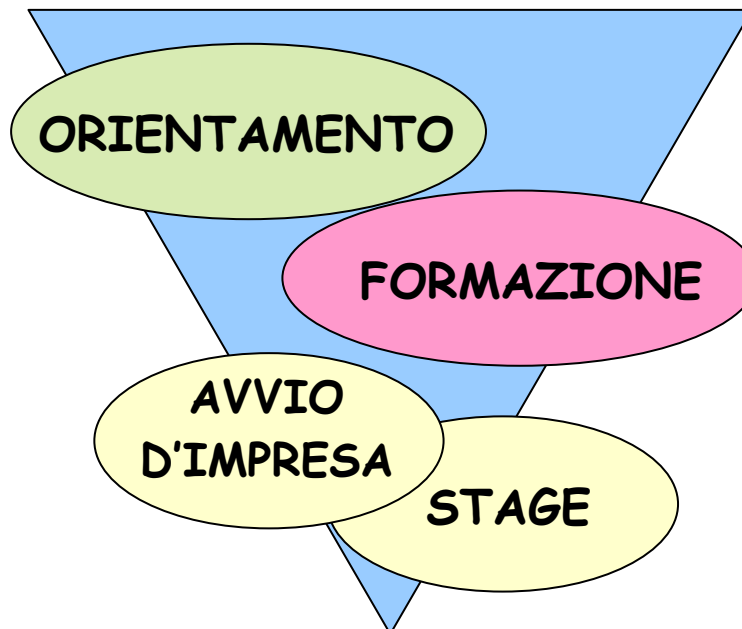 ORIENTAMENTO
FORMAZIONE
AVVIO
D'IMPRESA
STAGE